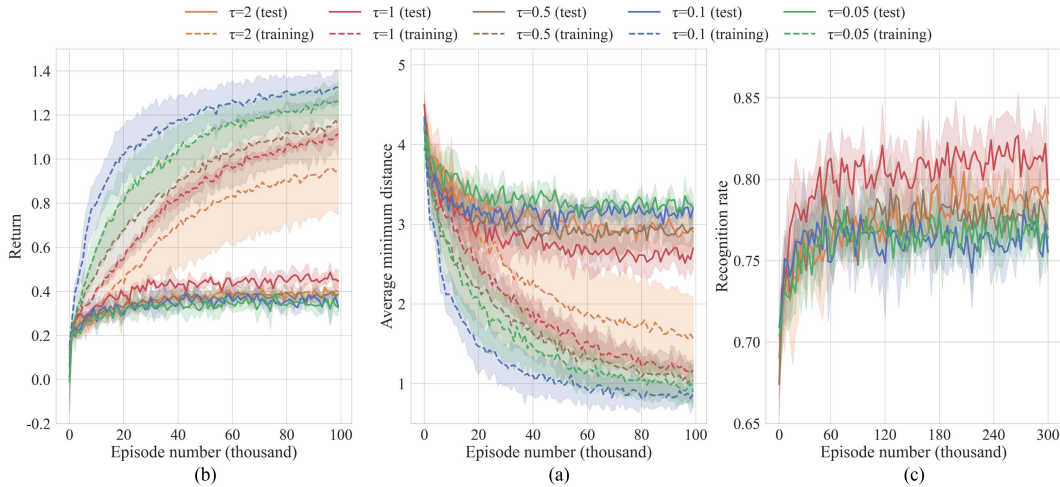 τ=2 (test) τ=1 (test) τ=0.5 (test) τ=0.1 (test) τ=0.05 (test)
τ=2 (training) τ=1 (training) τ=0.5 (training) τ=0.1 (training) τ=0.05 (training)
Return
1.4
1.2
1.0
0.8
0.6
0.4
0.2
0.0
-0.2
0 20 40 60 80 100
Episode number (thousand)
(b)
Average minimum distance
5
4
3
2
1
0 20 40 60 80 100
Episode number (thousand)
(a)
Recognition rate
0.85
0.80
0.75
0.70
0.65
0 60 120 180 240 300
Episode number (thousand)
(c)